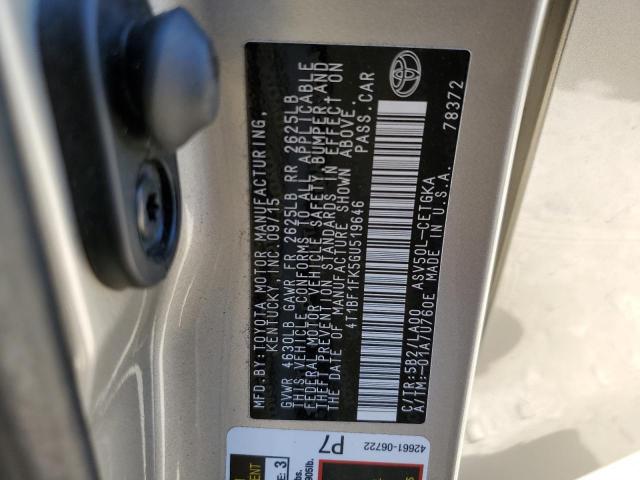 MFD. BY: TOYOTA MOTOR MANUFACTURING,
KENTUCKY, INC. 09/15
GVWR 4630LB GAWR FR 2625LB RR 2625LB
THIS VEHICLE CONFORMS TO ALL APPLICABLE
FEDERAL MOTOR VEHICLE SAFETY, BUMPER, AND
THEFT PREVENTION STANDARDS IN EFFECT ON
THE DATE OF MANUFACTURE SHOWN ABOVE.
4T1BF1FK5GU519646 PASS. CAR
C/TR: 5B2/LA00 ASV50L-CETGKA
A/TM: -01A/U760E MADE IN U.S.A.
78372
P7
42661-06722
3